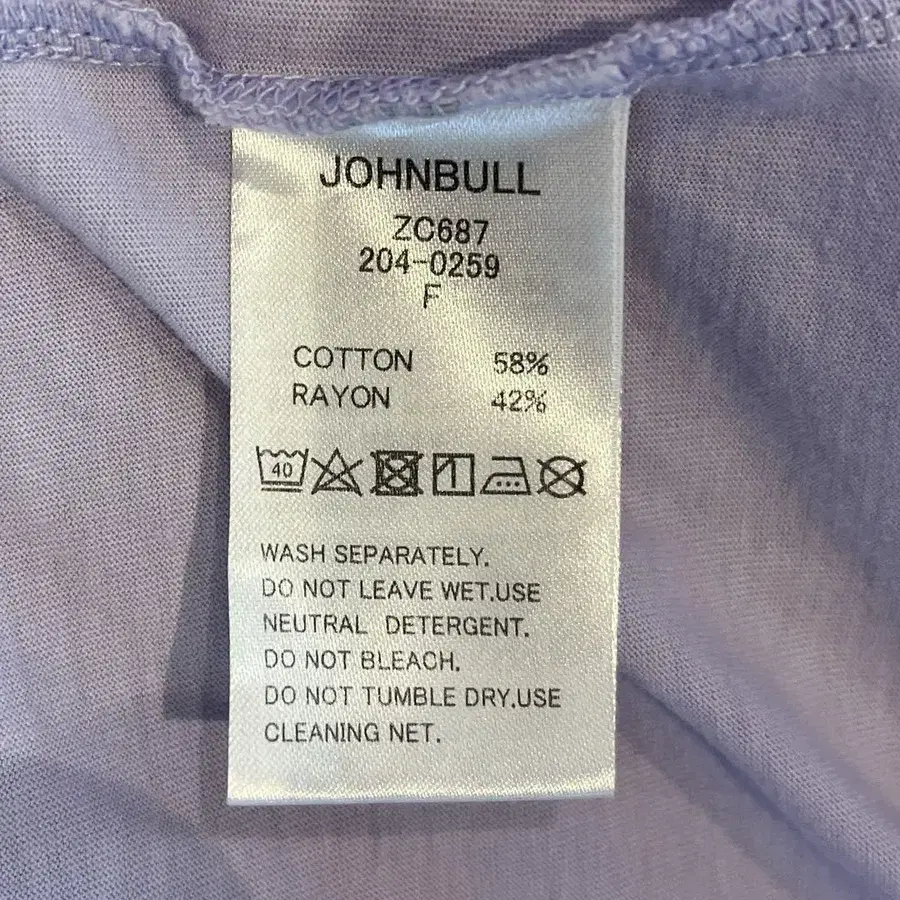 JOHNBULL
ZC687
204-0259
F
COTTON 58%
RAYON 42%
40
WASH SEPARATELY.
DO NOT LEAVE WET.USE
NEUTRAL DETERGENT.
DO NOT BLEACH.
DO NOT TUMBLE DRY.USE
CLEANING NET.